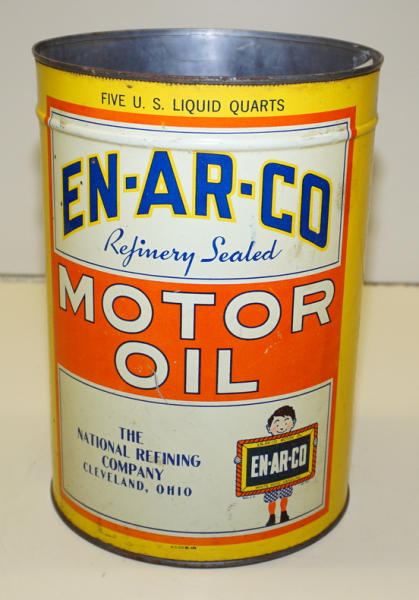 FIVE U. S. LIQUID QUARTS
EN-AR-CO
Refinery Sealed
MOTOR
OIL
THE
NATIONAL REFINING
COMPANY
CLEVELAND, OHIO
EN-AR-CO